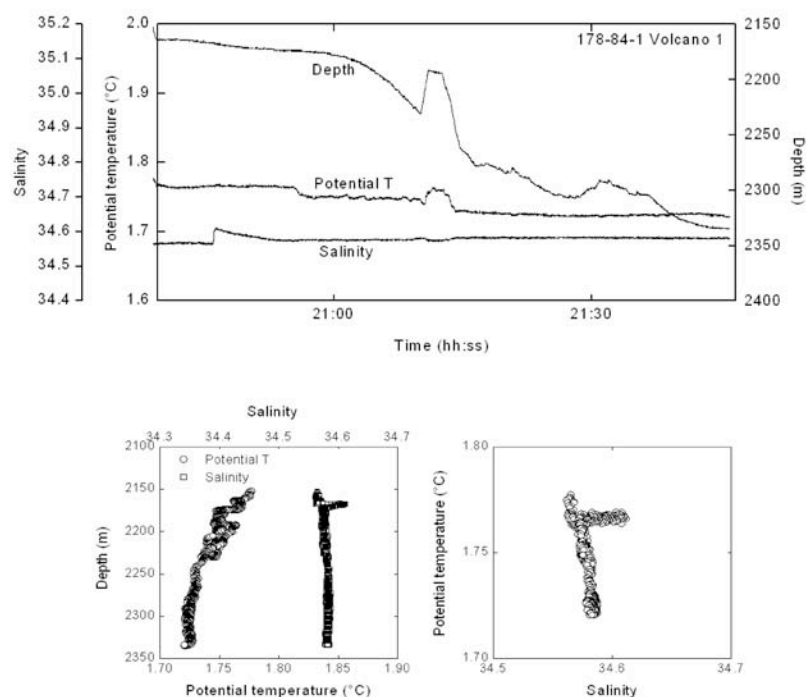 178-84-1 Volcano 1
Salinity
35.2
35.1
35.0
34.9
34.8
34.7
34.6
34.5
34.4
Potential temperature (°C)
2.0
1.9
1.8
1.7
1.6
Depth
Potential T
Salinity
2150
2200
2250
2300
2350
2400
Depth (m)
21:00
21:30
Time (hh:ss)
Salinity
34.3
34.4
34.5
34.6
34.7
Potential T
Salinity
Depth (m)
2100
2150
2200
2250
2300
2350
1.70
1.75
1.80
1.85
1.90
Potential temperature (°C)
Potential temperature (°C)
1.80
1.75
1.70
34.5
34.6
34.7
Salinity